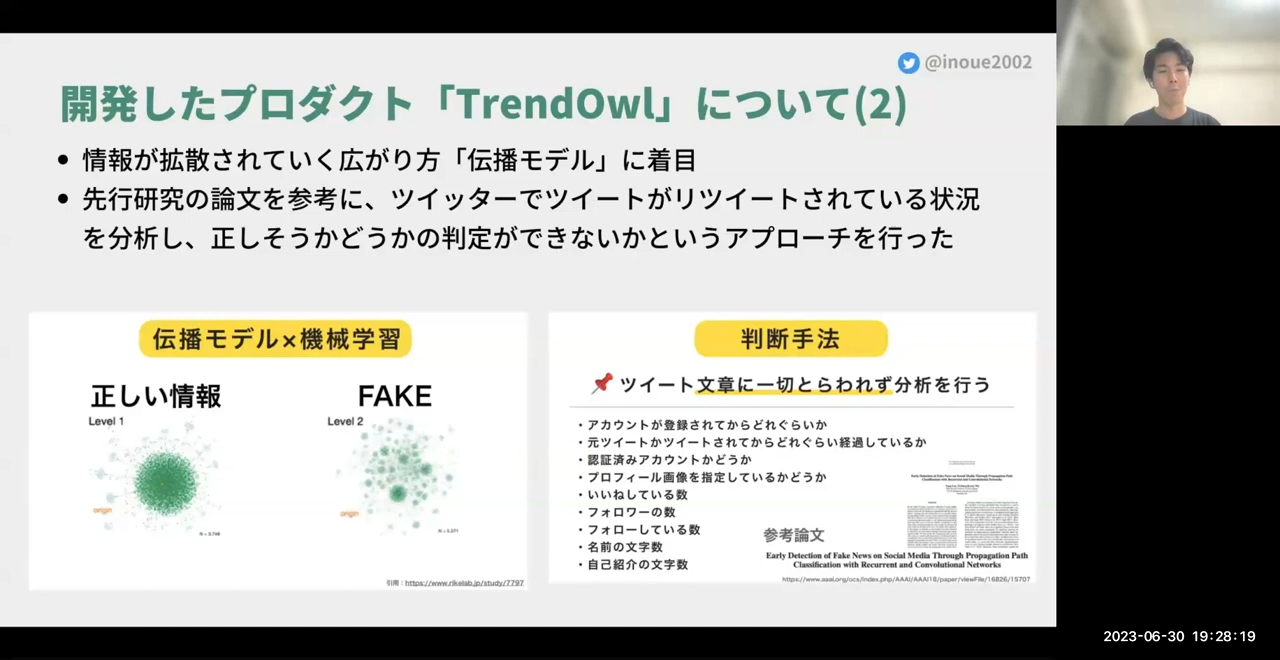 @inoue2002
開発したプロダクト「TrendOwl」について(2)
• 情報が拡散されていく広がり方「伝播モデル」に着目
• 先行研究の論文を参考に、ツイッターでツイートがリツイートされている状況
を分析し、正しそうかどうかの判定ができないかというアプローチを行った
伝播モデル×機械学習
正しい情報
FAKE
Level 1
Level 2
origin
origin
引用：https://www.rikelab.jp/study/7797
判断手法
ツイート文章に一切とらわれず分析を行う
・アカウントが登録されてからどれぐらいか
・元ツイートかツイートされてからどれぐらい経過しているか
・認証済みアカウントかどうか
・プロフィール画像を指定しているかどうか
・いいねしている数
・フォロワーの数
・フォローしている数
・名前の文字数
・自己紹介の文字数
参考論文
Early Detection of Fake News on Social Media Through Propagation Path
Classification with Recurrent and Convolutional Networks
https://www.aaai.org/ocs/index.php/AAAI/AAAI18/paper/viewFile/16826/15707
2023-06-30 19:28:19